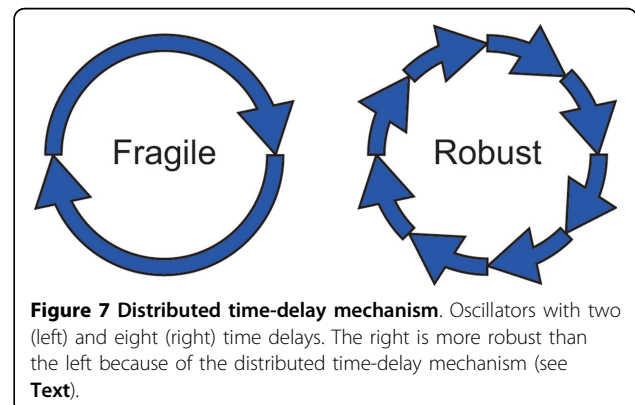 Fragile
Robust
Figure 7 Distributed time-delay mechanism. Oscillators with two
(left) and eight (right) time delays. The right is more robust than
the left because of the distributed time-delay mechanism (see
Text).